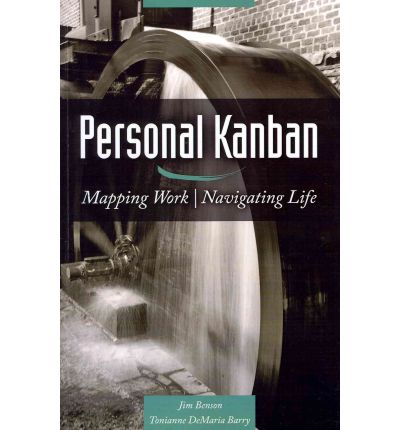 Personal Kanban
Mapping Work | Navigating Life
Jim Benson
Tonianne DeMaria Barry